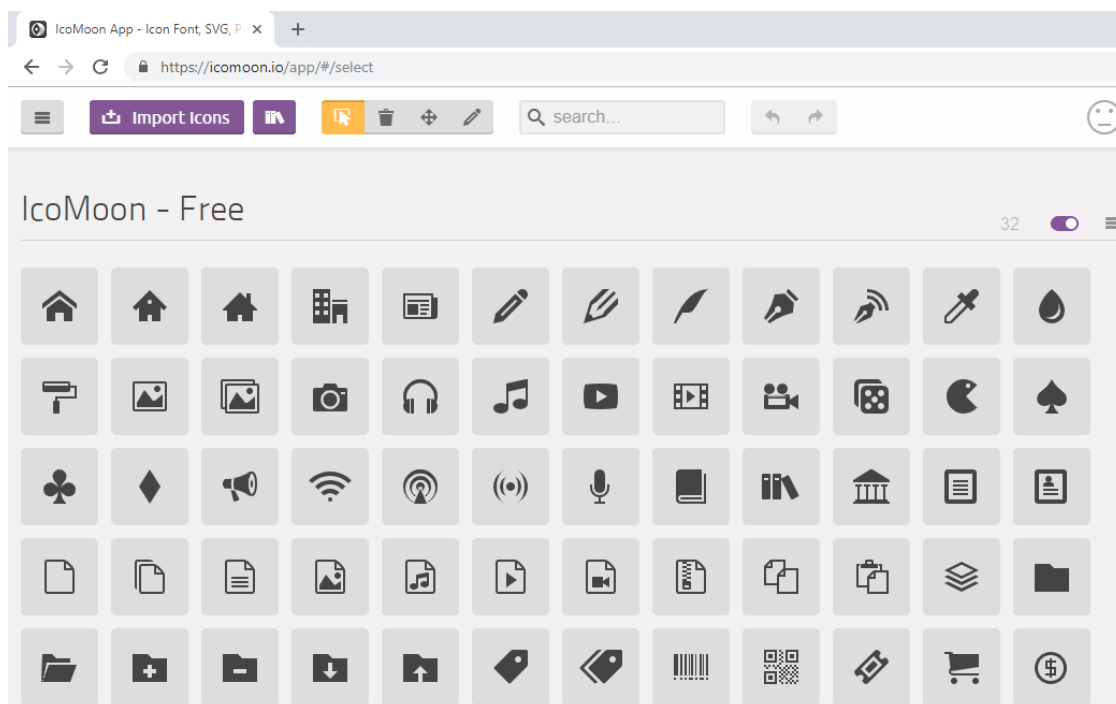 IcoMoon App - Icon Font, SVG, P
https://icomoon.io/app/#/select
Import Icons
search...
IcoMoon - Free
32